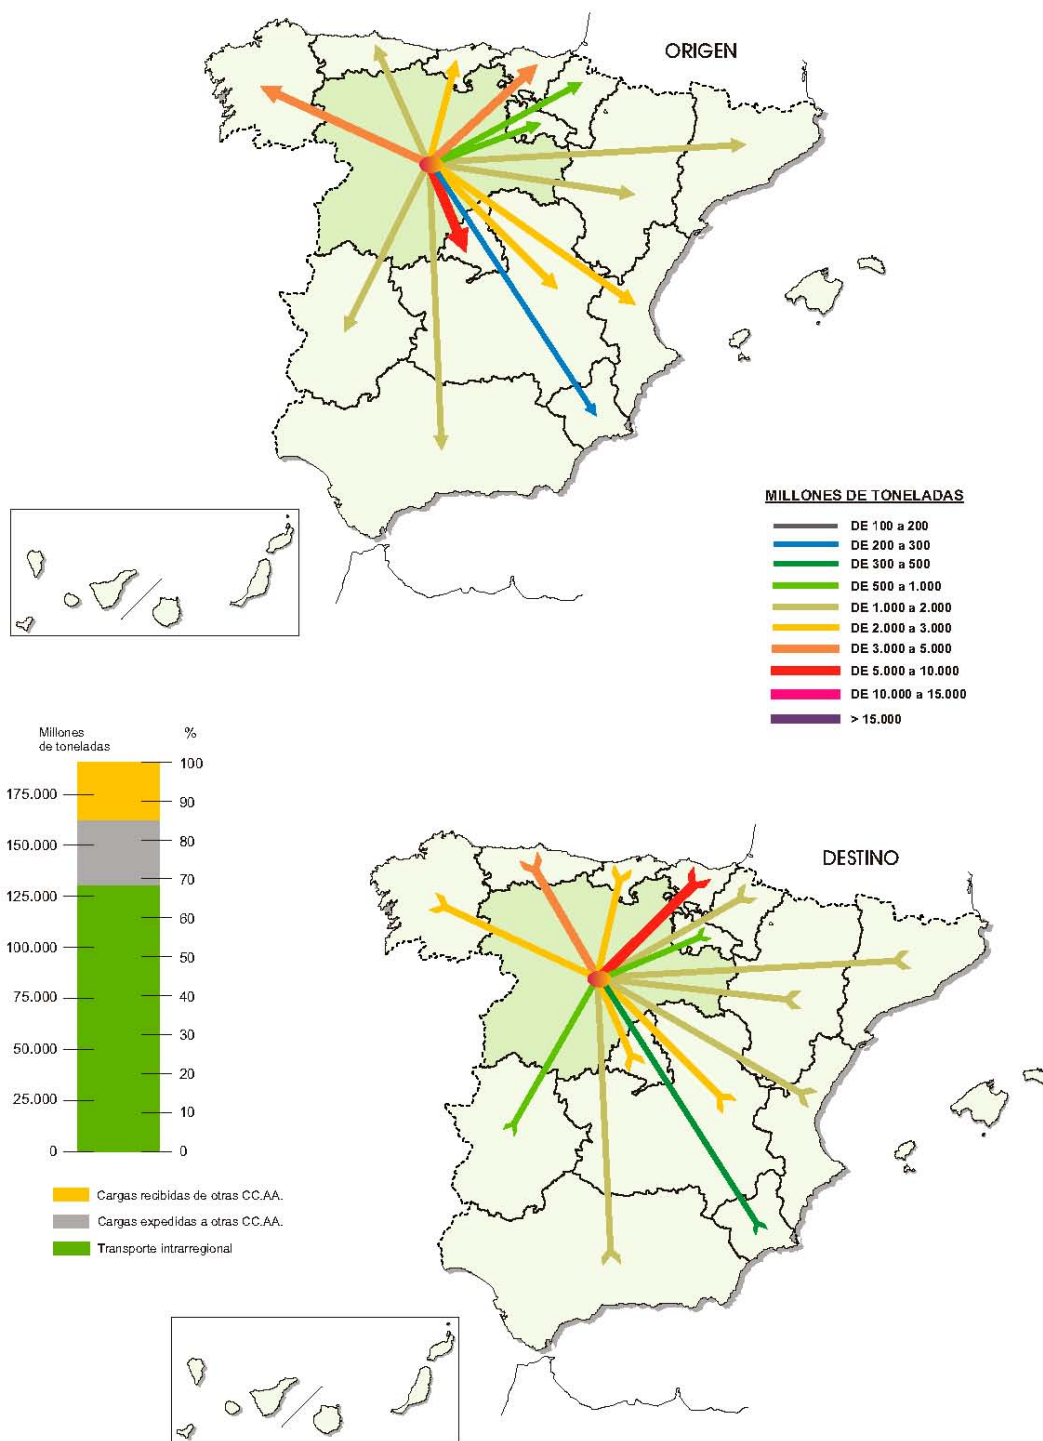 ORIGEN
MILLONES DE TONELADAS
DE 100 a 200
DE 200 a 300
DE 300 a 500
DE 500 a 1.000
DE 1.000 a 2.000
DE 2.000 a 3.000
DE 3.000 a 5.000
DE 5.000 a 10.000
DE 10.000 a 15.000
> 15.000
Millones
de toneladas
%
175.000
150.000
125.000
100.000
75.000
50.000
25.000
0
100
90
80
70
60
50
40
30
20
10
0
Cargas recibidas de otras CC.AA.
Cargas expedidas a otras CC.AA.
Transporte intrarregional
DESTINO